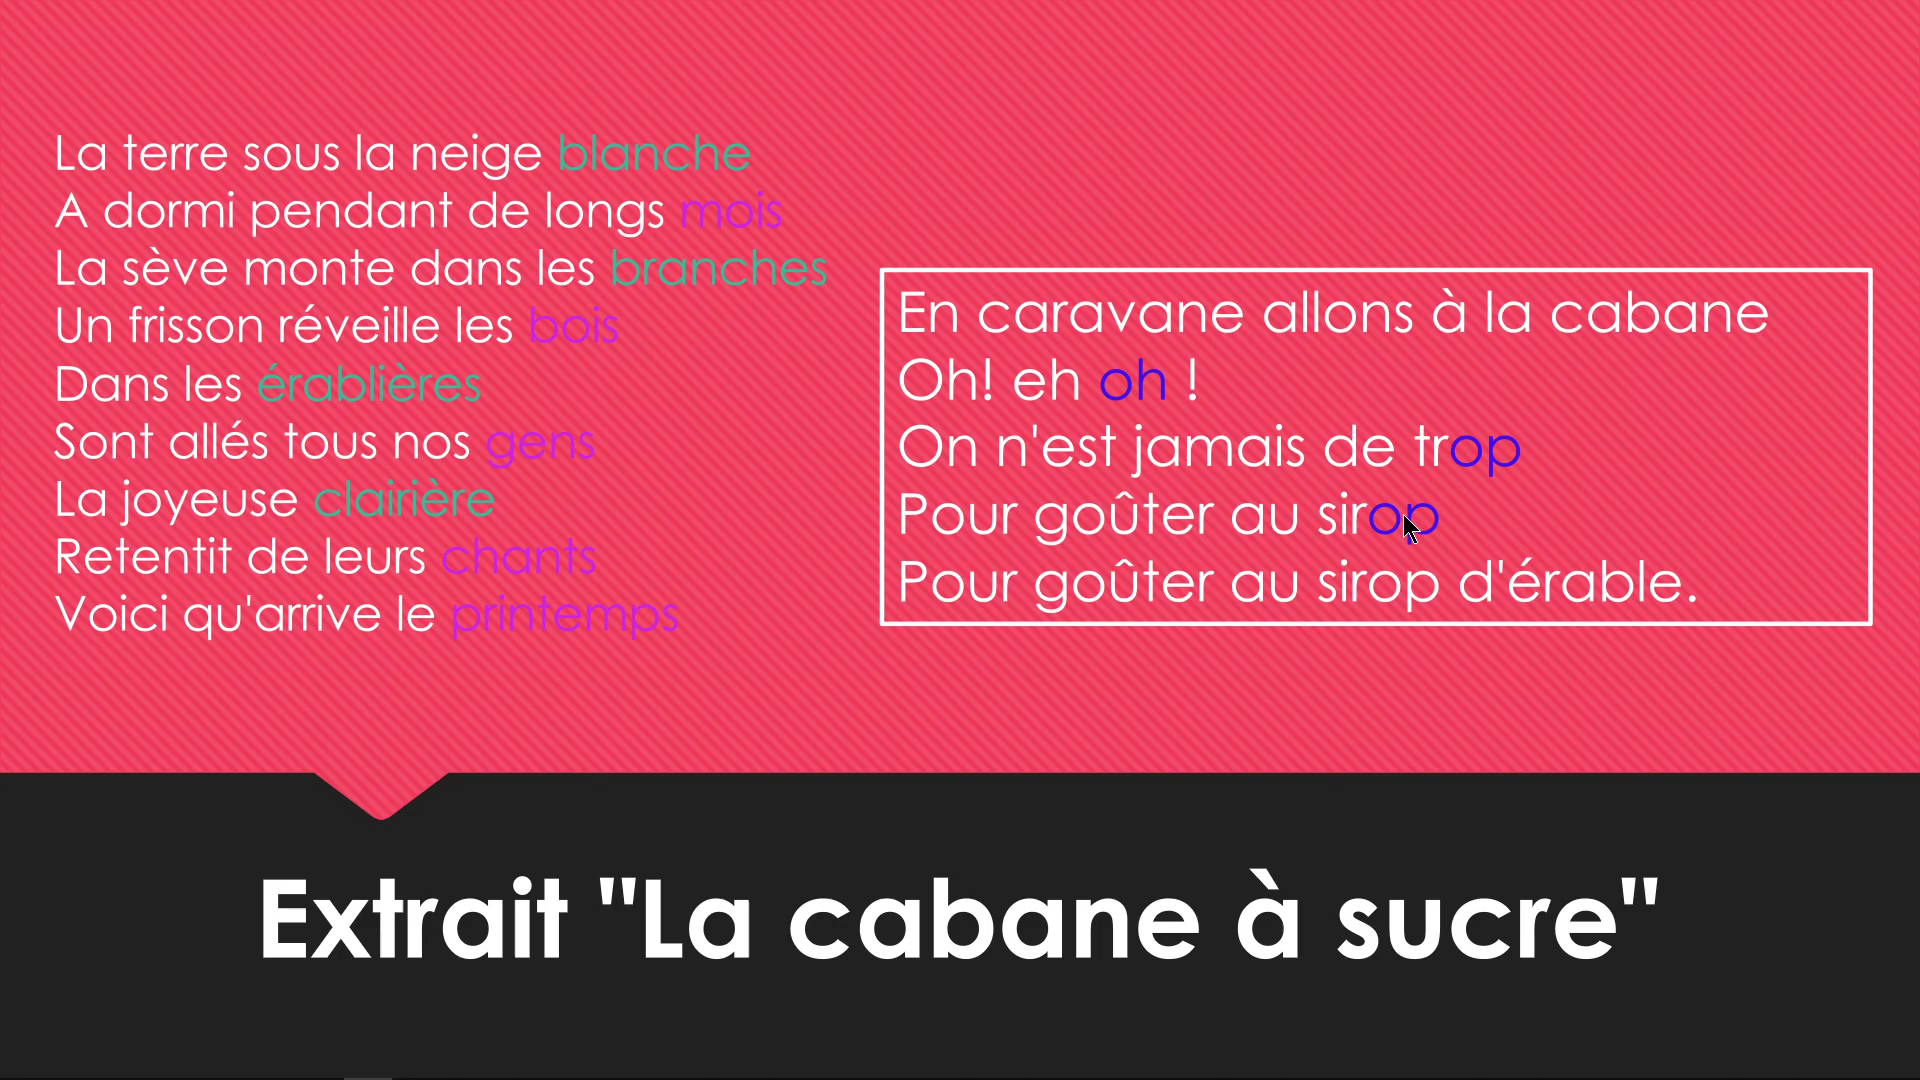 La terre sous la neige blanche
A dormi pendant de longs mois
La sève monte dans les branches
Un frisson réveille les bois
Dans les érablières
Sont allés tous nos gens
La joyeuse clairière
Retentit de leurs chants
Voici qu'arrive le printemps
En caravane allons à la cabane
Oh! eh oh !
On n'est jamais de trop
Pour goûter au sirop
Pour goûter au sirop d'érable.
Extrait "La cabane à sucre"